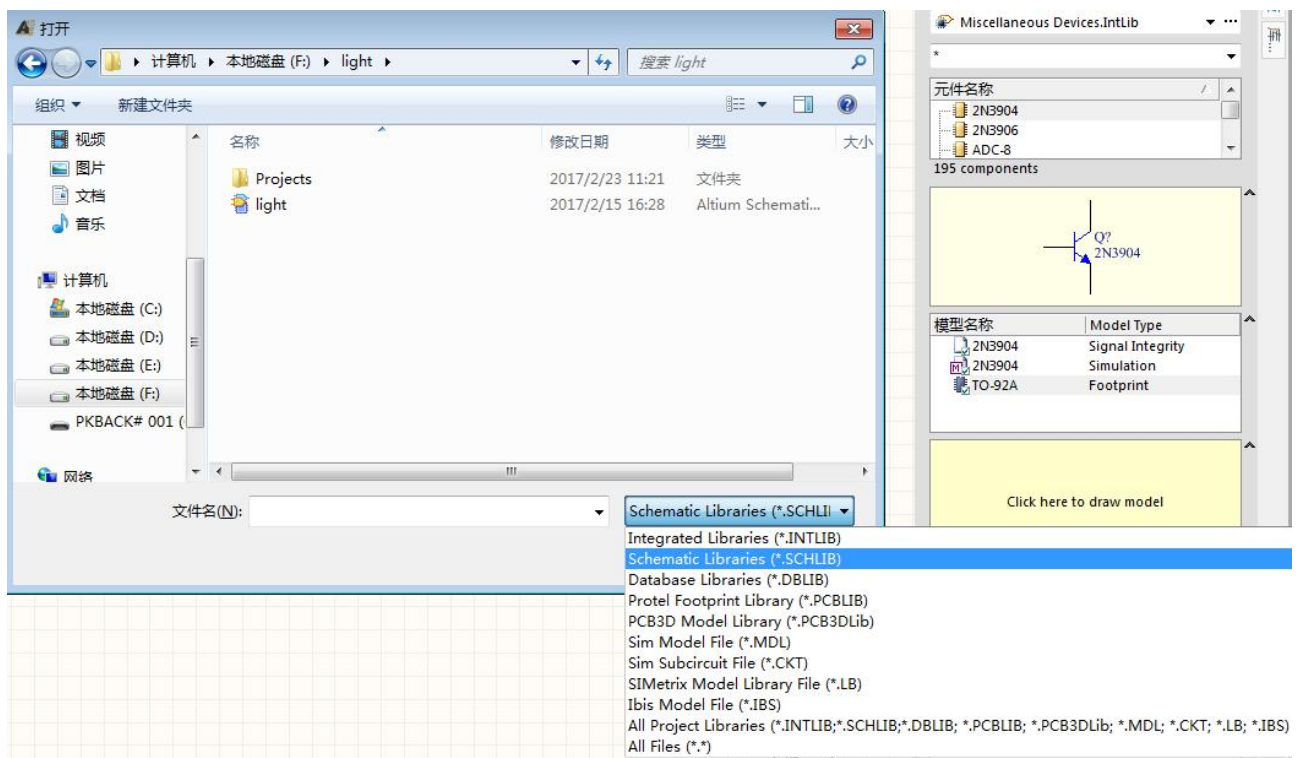 打开
计算机 本地磁盘 (F:) light
搜索 light
组织 新建文件夹
视频
图片
文档
音乐
计算机
本地磁盘 (C:)
本地磁盘 (D:)
本地磁盘 (E:)
本地磁盘 (F:)
PKBACK# 001 (
网络
名称 修改日期 类型 大小
Projects 2017/2/23 11:21 文件夹
light 2017/2/15 16:28 Altium Schemati...
文件名(N):
Schematic Libraries (*.SCHLI
Integrated Libraries (*.INTLIB)
Schematic Libraries (*.SCHLIB)
Database Libraries (*.DBLIB)
Protel Footprint Library (*.PCBLIB)
PCB3D Model Library (*.PCB3DLib)
Sim Model File (*.MDL)
Sim Subcircuit File (*.CKT)
SIMetrix Model Library File (*.LB)
Ibis Model File (*.IBS)
All Project Libraries (*.INTLIB;*.SCHLIB;*.DBLIB; *.PCBLIB; *.PCB3DLib; *.MDL; *.CKT; *.LB; *.IBS)
All Files (*.*)
Miscellaneous Devices.IntLib ...
*
元件名称
2N3904
2N3906
ADC-8
195 components
Q?
2N3904
模型名称 Model Type
2N3904 Signal Integrity
2N3904 Simulation
TO-92A Footprint
Click here to draw model